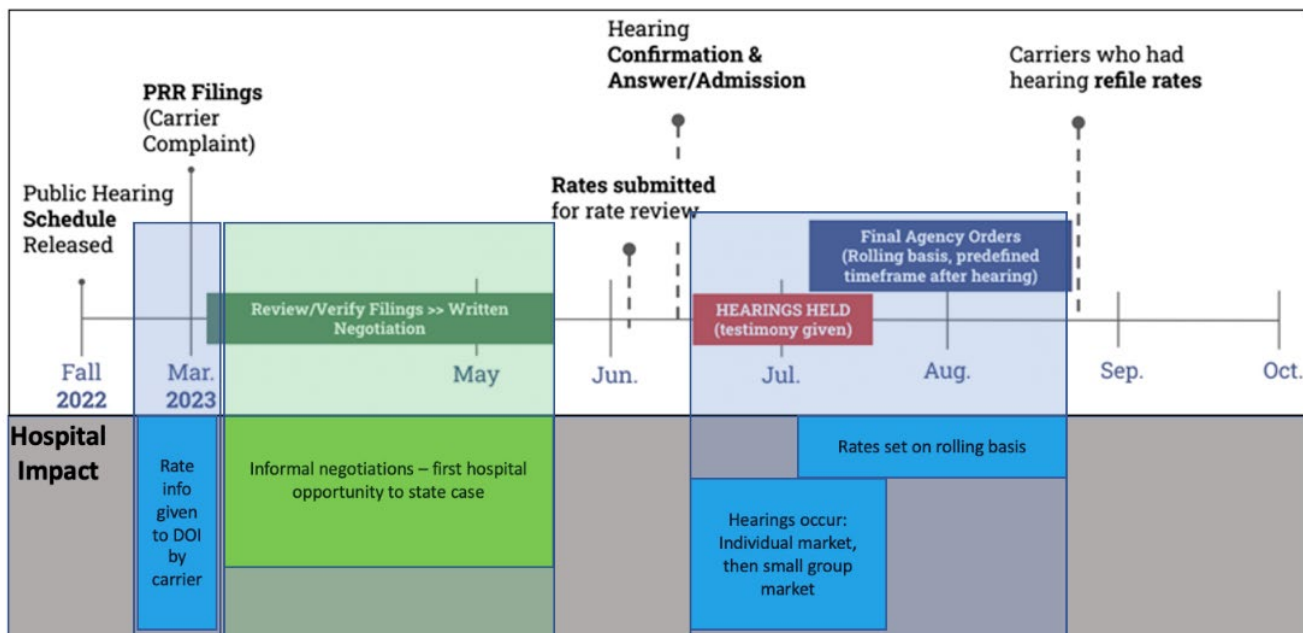 Public Hearing
Schedule
Released
PRR Filings
(Carrier
Complaint)
Rates submitted
for rate review
Hearing
Confirmation &
Answer/Admission
Carriers who had
hearing refile rates
Review/Verify Filings >> Written
Negotiation
HEARINGS HELD
(testimony given)
Final Agency Orders
(Rolling basis, predefined
timeframe after hearing)
Fall
2022
Mar.
2023
May
Jun.
Jul.
Aug.
Sep.
Oct.
Hospital
Impact
Rate
info
given
to DOI
by
carrier
Informal negotiations – first hospital
opportunity to state case
Hearings occur:
Individual market,
then small group
market
Rates set on rolling basis